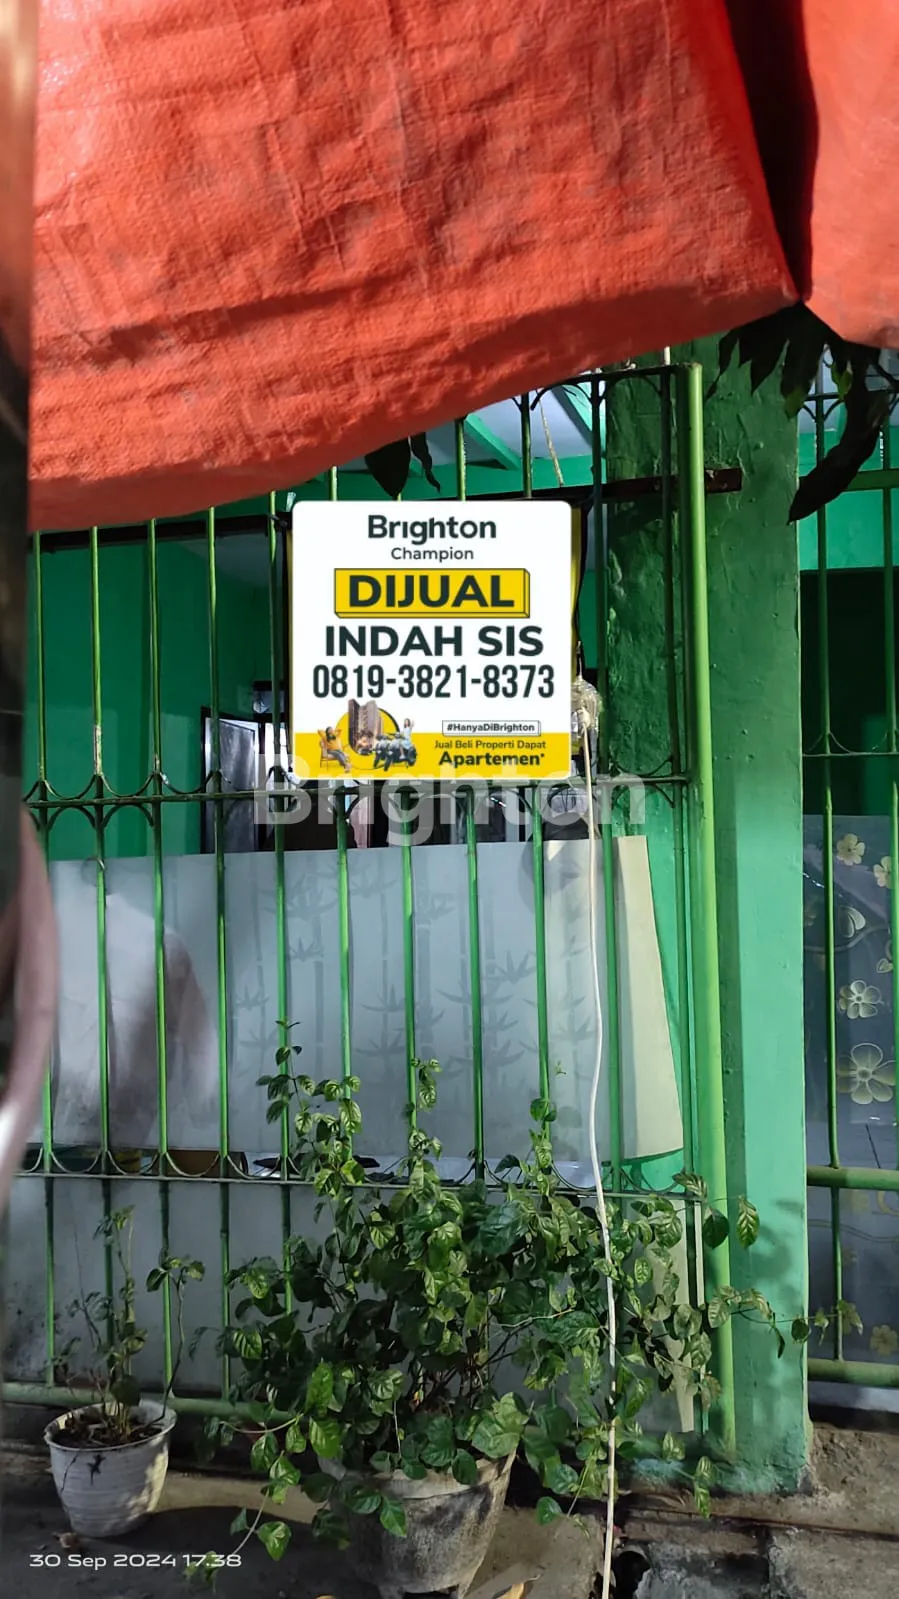 Brighton
Champion
DIJUAL
INDAH SIS
0819-3821-8373
#HanyaDiBrighton
Jual Beli Properti Dapat
Apartemen*
Brighton
30 Sep 2024 17.38